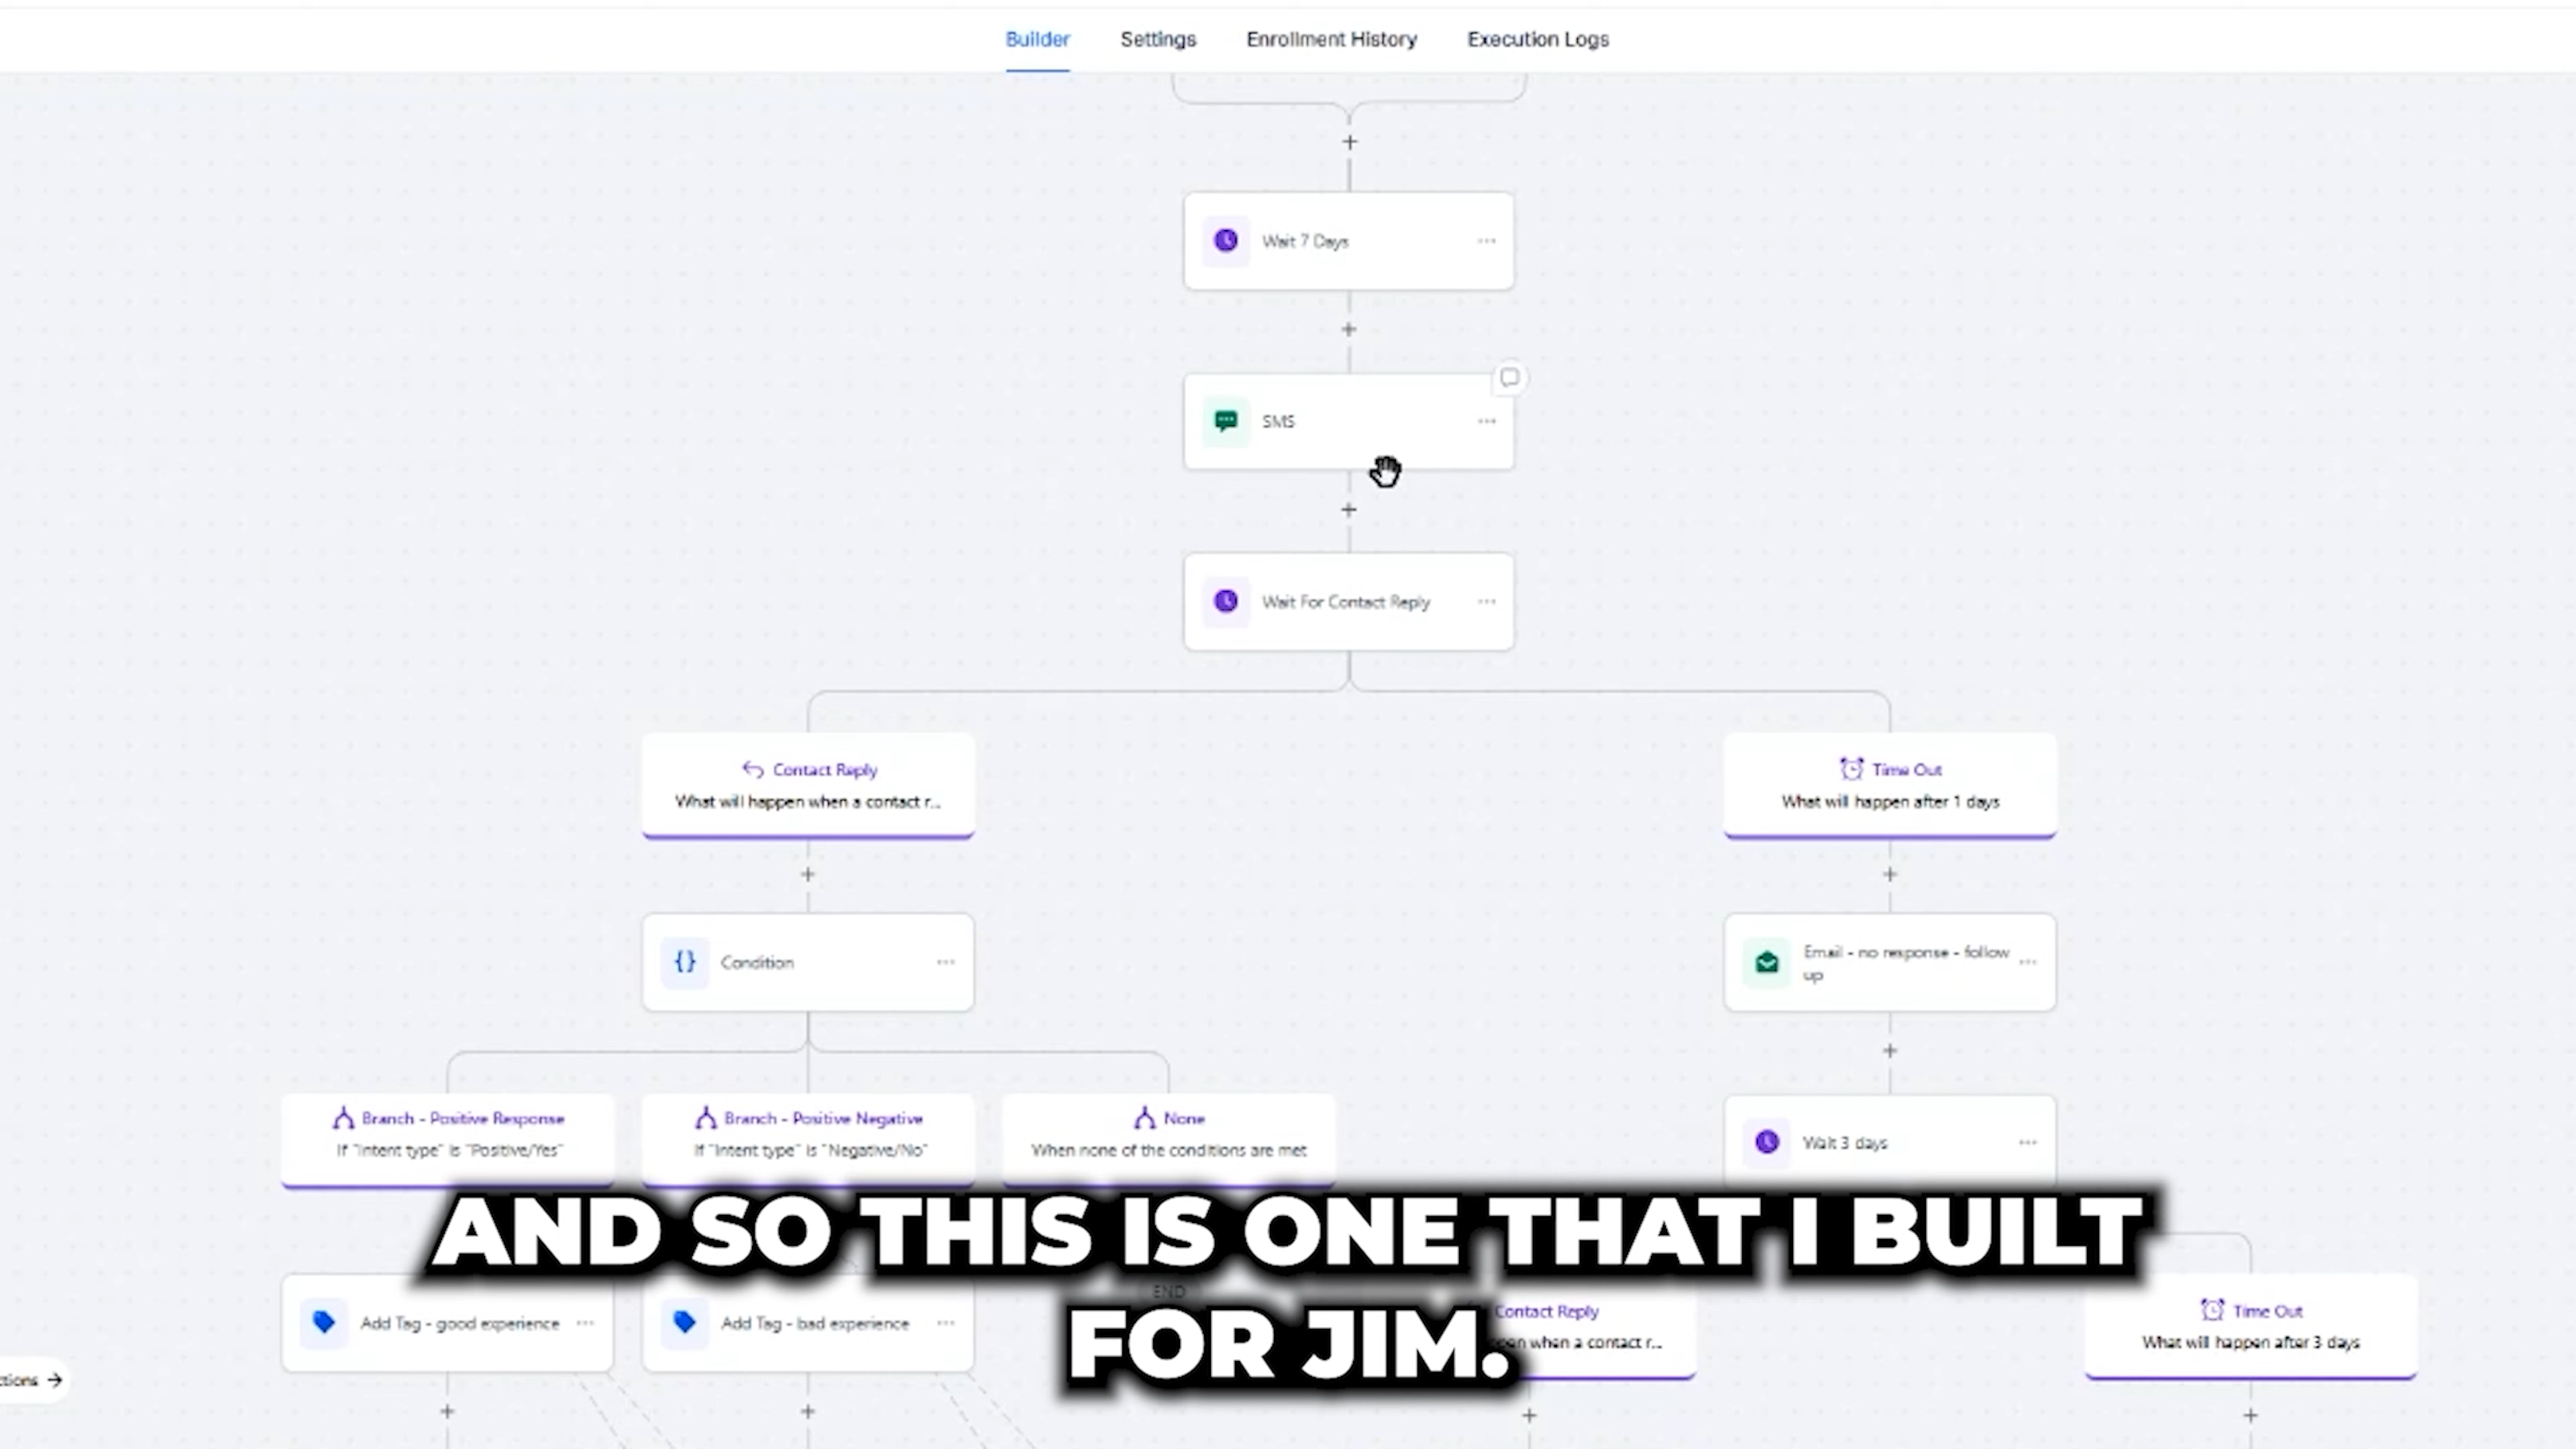 Builder
Settings
Enrollment History
Execution Logs
Wait 7 Days
SMS
Wait For Contact Reply
Contact Reply
What will happen when a contact r...
Time Out
What will happen after 1 days
Condition
Email - no response - follow
up
Branch - Positive Response
If "Intent type" is "Positive/Yes"
Branch - Positive Negative
If "Intent type" is "Negative/No"
None
When none of the conditions are met
Wait 3 days
AND SO THIS IS ONE THAT I BUILT
FOR JIM.
END
Add Tag - good experience
Add Tag - bad experience
Contact Reply
when a contact r...
Time Out
What will happen after 3 days